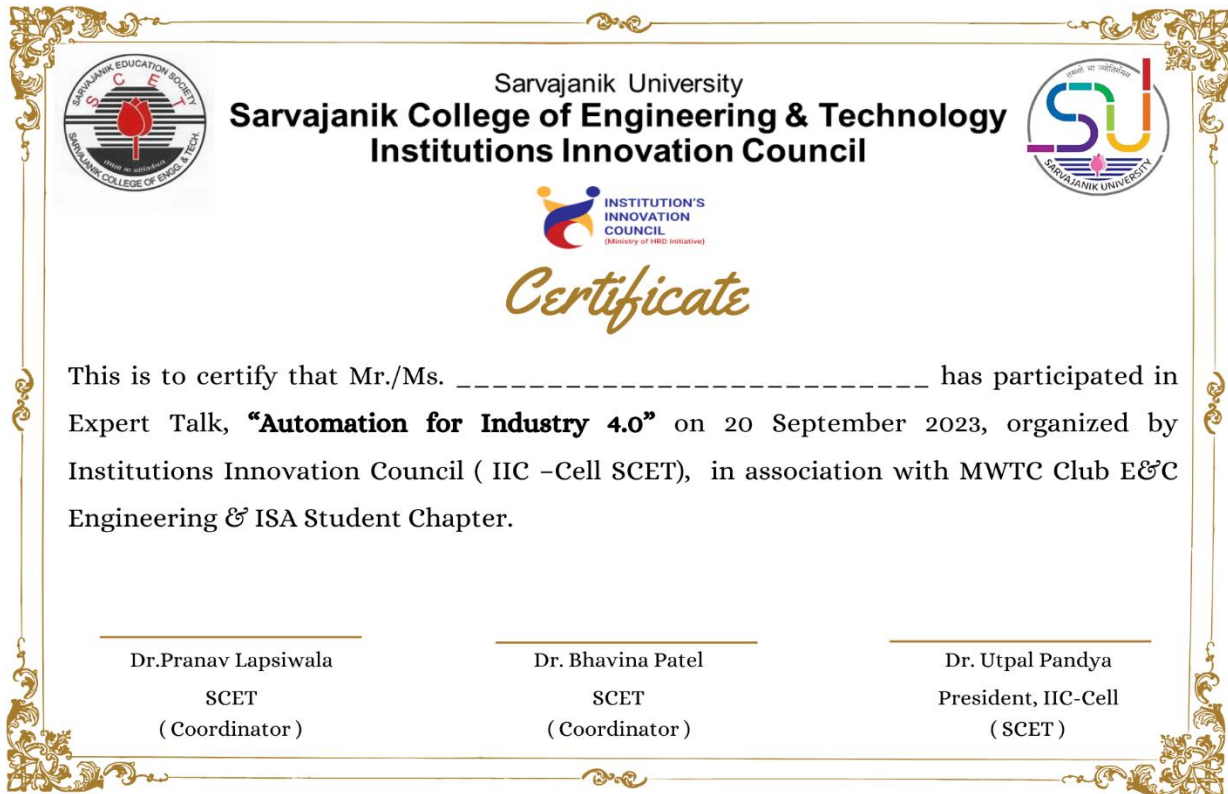 SARVAJANIK EDUCATION SOCIETY
S C E T
SARVAJANIK COLLEGE OF ENGG. & TECH.
Sarvajanik University
Sarvajanik College of Engineering & Technology
Institutions Innovation Council
SU
SARVAJANIK UNIVERSITY
INSTITUTION'S
INNOVATION
COUNCIL
(Ministry of HRD Initiative)
Certificate
This is to certify that Mr./Ms. __________________________ has participated in
Expert Talk, “Automation for Industry 4.0” on 20 September 2023, organized by
Institutions Innovation Council ( IIC –Cell SCET), in association with MWTC Club E&C
Engineering & ISA Student Chapter.
Dr.Pranav Lapsiwala
SCET
( Coordinator )
Dr. Bhavina Patel
SCET
( Coordinator )
Dr. Utpal Pandya
President, IIC-Cell
( SCET )